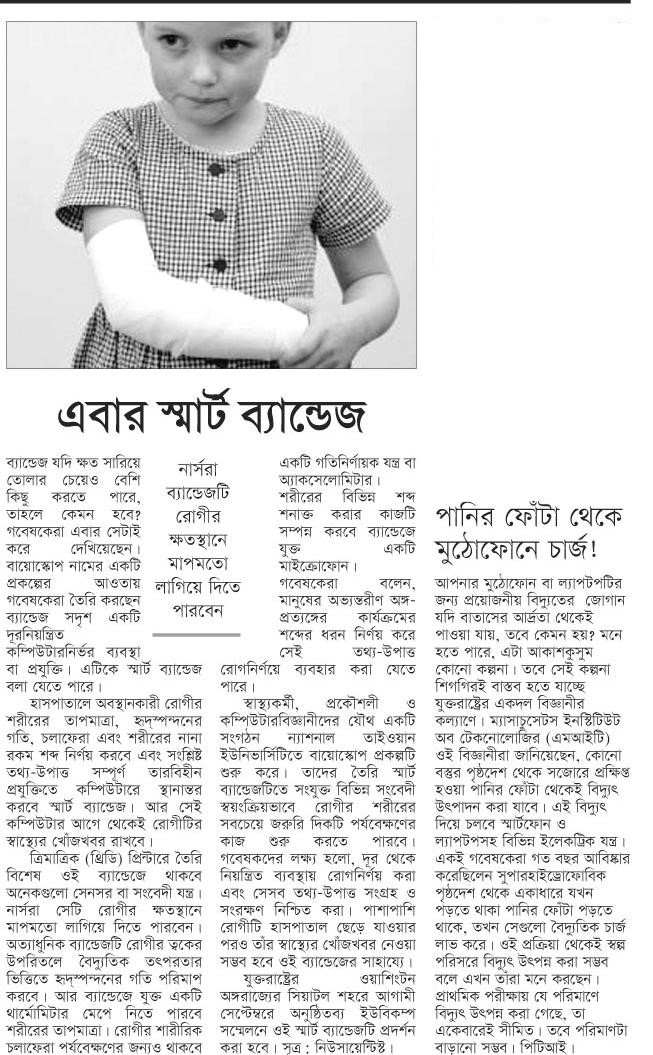 এবার স্মার্ট ব্যান্ডেজ
ব্যান্ডেজ যদি ক্ষত সারিয়ে
তোলার চেয়েও বেশি
কিছু করতে পারে,
তাহলে কেমন হবে?
গবেষকেরা এবার সেটাই
করে দেখিয়েছেন।
বায়োস্কোপ নামের একটি
প্রকল্পের আওতায়
গবেষকেরা তৈরি করছেন
ব্যান্ডেজ সদৃশ একটি
দূরনিয়ন্ত্রিত
কম্পিউটারনির্ভর ব্যবস্থা
বা প্রযুক্তি। এটিকে স্মার্ট ব্যান্ডেজ
বলা যেতে পারে।
হাসপাতালে অবস্থানকারী রোগীর
শরীরের তাপমাত্রা, হৃদ্‌স্পন্দনের
গতি, চলাফেরা এবং শরীরের নানা
রকম শব্দ নির্ণয় করবে এবং সংশ্লিষ্ট
তথ্য-উপাত্ত সম্পূর্ণ তারবিহীন
প্রযুক্তিতে কম্পিউটারে স্থানান্তর
করবে স্মার্ট ব্যান্ডেজ। আর সেই
কম্পিউটার আগে থেকেই রোগীটির
স্বাস্থ্যের খোঁজখবর রাখবে।
ত্রিমাত্রিক (থ্রিডি) প্রিন্টারে তৈরি
বিশেষ ওই ব্যান্ডেজে থাকবে
অনেকগুলো সেনসর বা সংবেদী যন্ত্র।
নার্সরা সেটি রোগীর ক্ষতস্থানে
মাপমতো লাগিয়ে দিতে পারবেন।
অত্যাধুনিক ব্যান্ডেজটি রোগীর ত্বকের
উপরিতলে বৈদ্যুতিক তৎপরতার
ভিত্তিতে হৃদ্‌স্পন্দনের গতি পরিমাপ
করবে। আর ব্যান্ডেজে যুক্ত একটি
থার্মোমিটার মেপে নিতে পারবে
শরীরের তাপমাত্রা। রোগীর শারীরিক
চলাফেরা পর্যবেক্ষণের জন্যও থাকবে
নার্সরা
ব্যান্ডেজটি
রোগীর
ক্ষতস্থানে
মাপমতো
লাগিয়ে দিতে
পারবেন
একটি গতিনির্ণায়ক যন্ত্র বা
অ্যাকসেলোমিটার।
শরীরের বিভিন্ন শব্দ
শনাক্ত করার কাজটি
সম্পন্ন করবে ব্যান্ডেজে
যুক্ত একটি
মাইক্রোফোন।
গবেষকেরা বলেন,
মানুষের অভ্যন্তরীণ অঙ্গ-
প্রত্যঙ্গের কার্যক্রমের
শব্দের ধরন নির্ণয় করে
সেই তথ্য-উপাত্ত
রোগনির্ণয়ে ব্যবহার করা যেতে
পারে।
স্বাস্থ্যকর্মী, প্রকৌশলী ও
কম্পিউটারবিজ্ঞানীদের যৌথ একটি
সংগঠন ন্যাশনাল তাইওয়ান
ইউনিভার্সিটিতে বায়োস্কোপ প্রকল্পটি
শুরু করে। তাদের তৈরি স্মার্ট
ব্যান্ডেজটিতে সংযুক্ত বিভিন্ন সংবেদী
স্বয়ংক্রিয়ভাবে রোগীর শরীরের
সবচেয়ে জরুরি দিকটি পর্যবেক্ষণের
কাজ শুরু করতে পারবে।
গবেষকদের লক্ষ্য হলো, দূর থেকে
নিয়ন্ত্রিত ব্যবস্থায় রোগনির্ণয় করা
এবং সেসব তথ্য-উপাত্ত সংগ্রহ ও
সংরক্ষণ নিশ্চিত করা। পাশাপাশি
রোগীটি হাসপাতাল ছেড়ে যাওয়ার
পরও তাঁর স্বাস্থ্যের খোঁজখবর নেওয়া
সম্ভব হবে ওই ব্যান্ডেজের সাহায্যে।
যুক্তরাষ্ট্রের ওয়াশিংটন
অঙ্গরাজ্যের সিয়াটল শহরে আগামী
সেপ্টেম্বরে অনুষ্ঠিতব্য ইউবিকম্প
সম্মেলনে ওই স্মার্ট ব্যান্ডেজটি প্রদর্শন
করা হবে। সূত্র : নিউসায়েন্টিস্ট।
পানির ফোঁটা থেকে
মুঠোফোনে চার্জ!
আপনার মুঠোফোন বা ল্যাপটপটির
জন্য প্রয়োজনীয় বিদ্যুতের জোগান
যদি বাতাসের আর্দ্রতা থেকেই
পাওয়া যায়, তবে কেমন হয়? মনে
হতে পারে, এটা আকাশকুসুম
কোনো কল্পনা। তবে সেই কল্পনা
শিগগিরই বাস্তব হতে যাচ্ছে
যুক্তরাষ্ট্রের একদল বিজ্ঞানীর
কল্যাণে। ম্যাসাচুসেটস ইনস্টিটিউট
অব টেকনোলোজির (এমআইটি)
ওই বিজ্ঞানীরা জানিয়েছেন, কোনো
বস্তুর পৃষ্ঠদেশ থেকে সজোরে প্রক্ষিপ্ত
হওয়া পানির ফোঁটা থেকেই বিদ্যুৎ
উৎপাদন করা যাবে। এই বিদ্যুৎ
দিয়ে চলবে স্মার্টফোন ও
ল্যাপটপসহ বিভিন্ন ইলেকট্রিক যন্ত্র।
একই গবেষকেরা গত বছর আবিষ্কার
করেছিলেন সুপারহাইড্রোফোবিক
পৃষ্ঠদেশ থেকে একাধারে যখন
পড়তে থাকা পানির ফোঁটা পড়তে
থাকে, তখন সেগুলো বৈদ্যুতিক চার্জ
লাভ করে। ওই প্রক্রিয়া থেকেই স্বল্প
পরিসরে বিদ্যুৎ উৎপন্ন করা সম্ভব
বলে এখন তাঁরা মনে করছেন।
প্রাথমিক পরীক্ষায় যে পরিমাণে
বিদ্যুৎ উৎপন্ন করা গেছে, তা
একেবারেই সীমিত। তবে পরিমাণটা
বাড়ানো সম্ভব। পিটিআই।